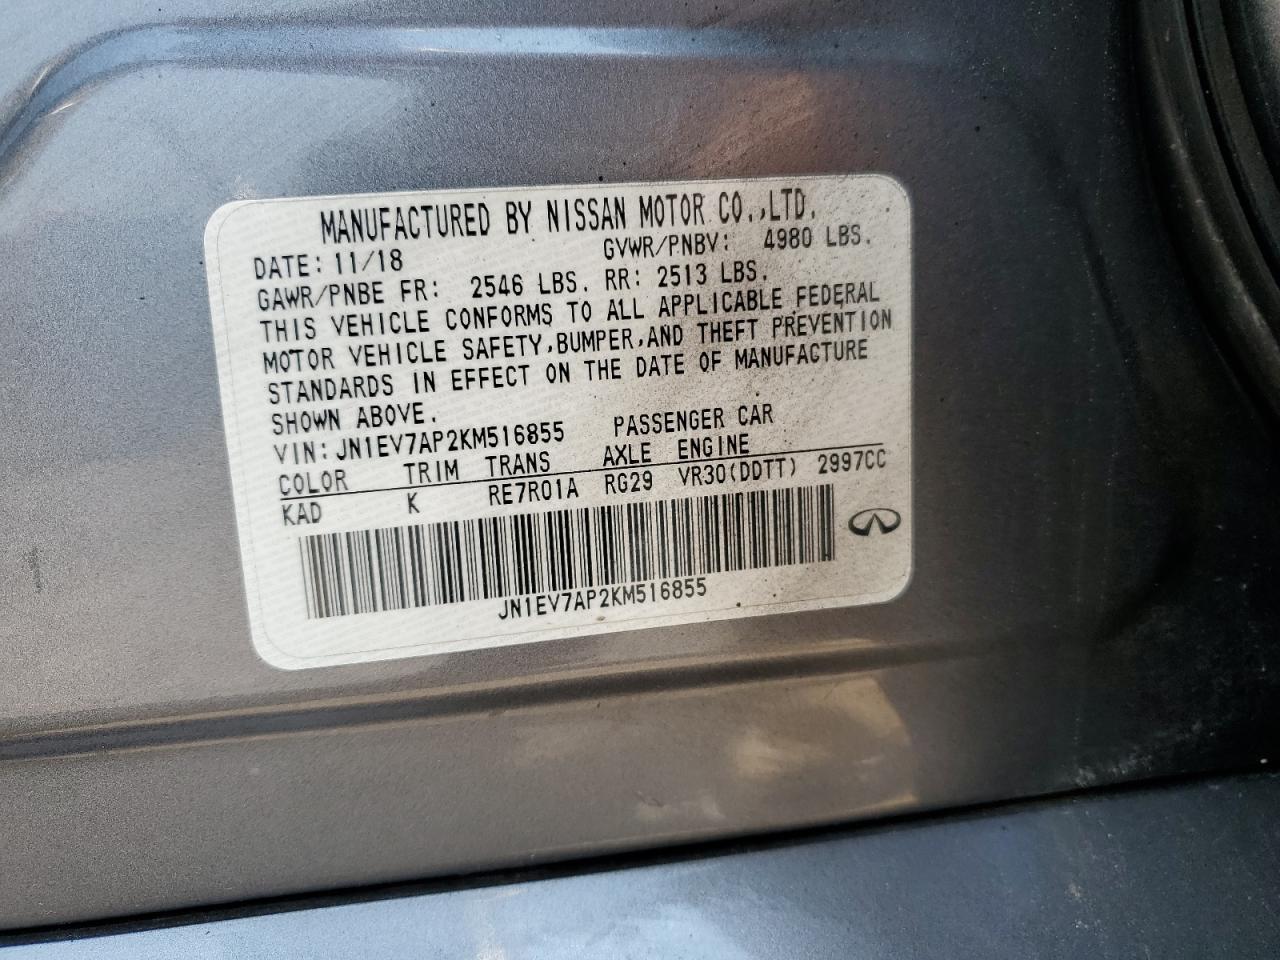 MANUFACTURED BY NISSAN MOTOR CO.,LTD.
DATE: 11/18 GVWR/PNBV: 4980 LBS.
GAWR/PNBE FR: 2546 LBS. RR: 2513 LBS.
THIS VEHICLE CONFORMS TO ALL APPLICABLE FEDERAL
MOTOR VEHICLE SAFETY,BUMPER,AND THEFT PREVENTION
STANDARDS IN EFFECT ON THE DATE OF MANUFACTURE
SHOWN ABOVE.
VIN: JN1EV7AP2KM516855 PASSENGER CAR
COLOR TRIM TRANS AXLE ENGINE
KAD K RE7R01A RG29 VR30(DDTT) 2997CC
JN1EV7AP2KM516855